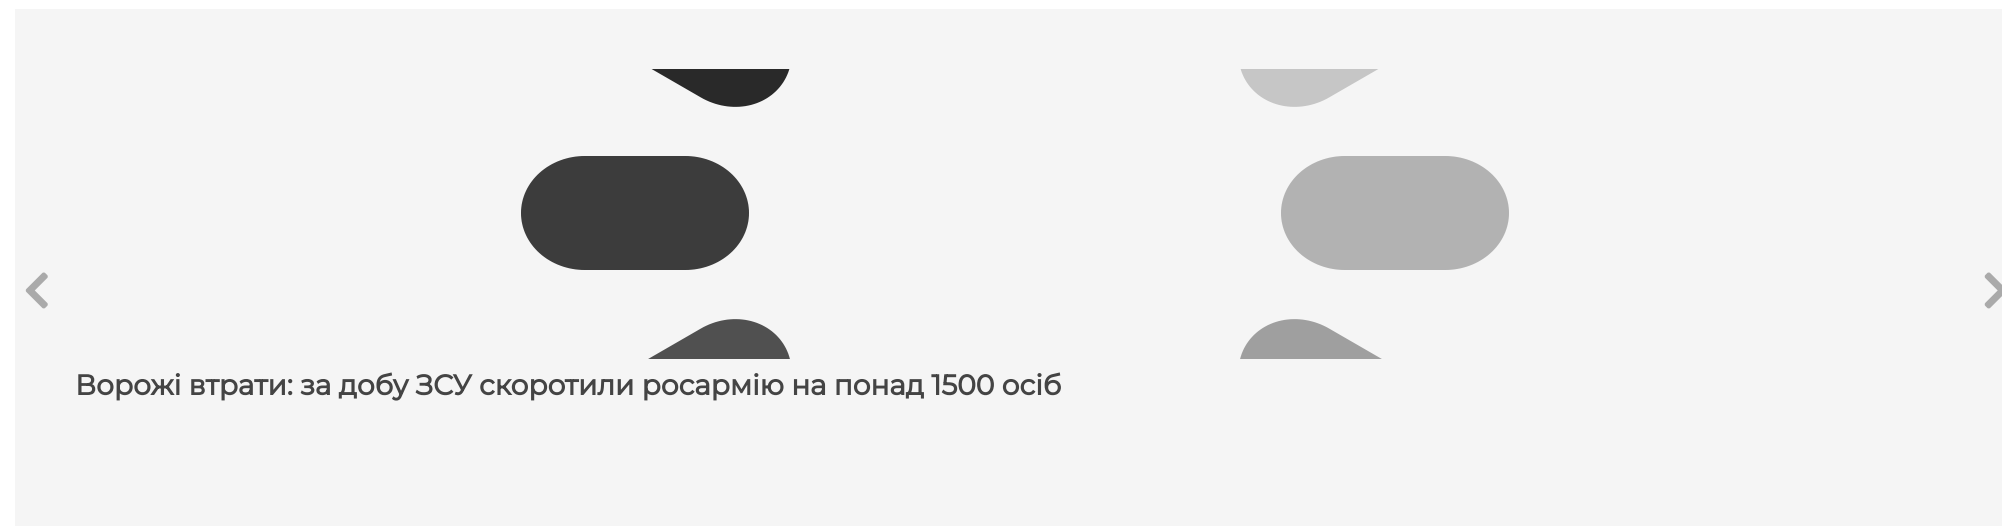 Ворожі втрати: за добу ЗСУ скоротили росармію на понад 1500 осіб